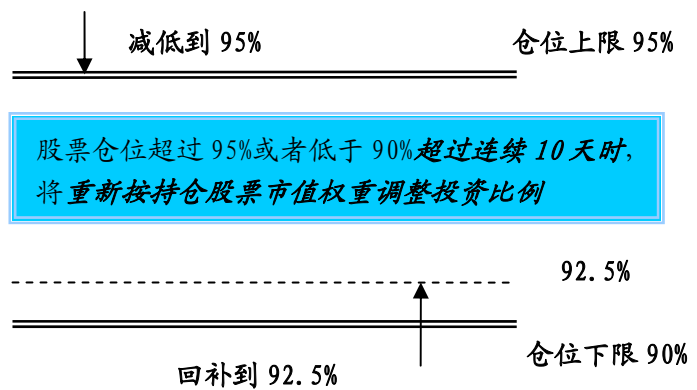 减低到 95%
仓位上限 95%
股票仓位超过 95%或者低于 90%超过连续 10 天时,
将重新按持仓股票市值权重调整投资比例
92.5%
仓位下限 90%
回补到 92.5%